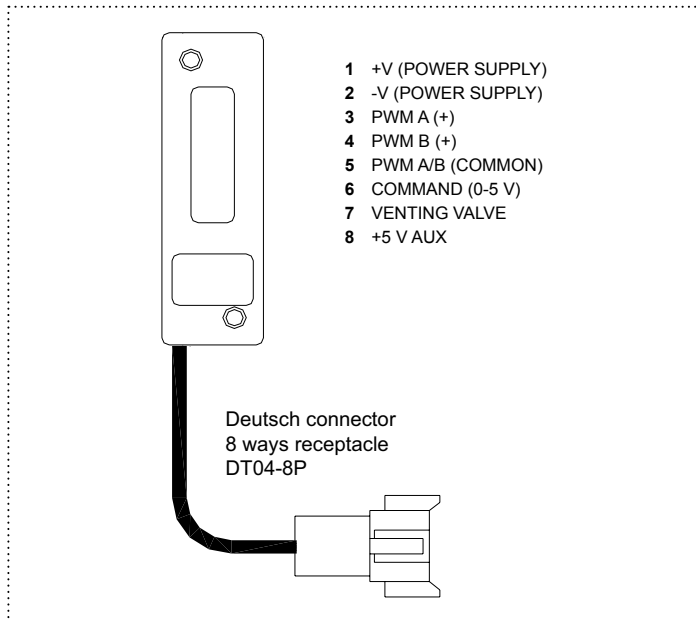 1 +V (POWER SUPPLY)
2 -V (POWER SUPPLY)
3 PWM A (+)
4 PWM B (+)
5 PWM A/B (COMMON)
6 COMMAND (0-5 V)
7 VENTING VALVE
8 +5 V AUX
Deutsch connector
8 ways receptacle
DT04-8P